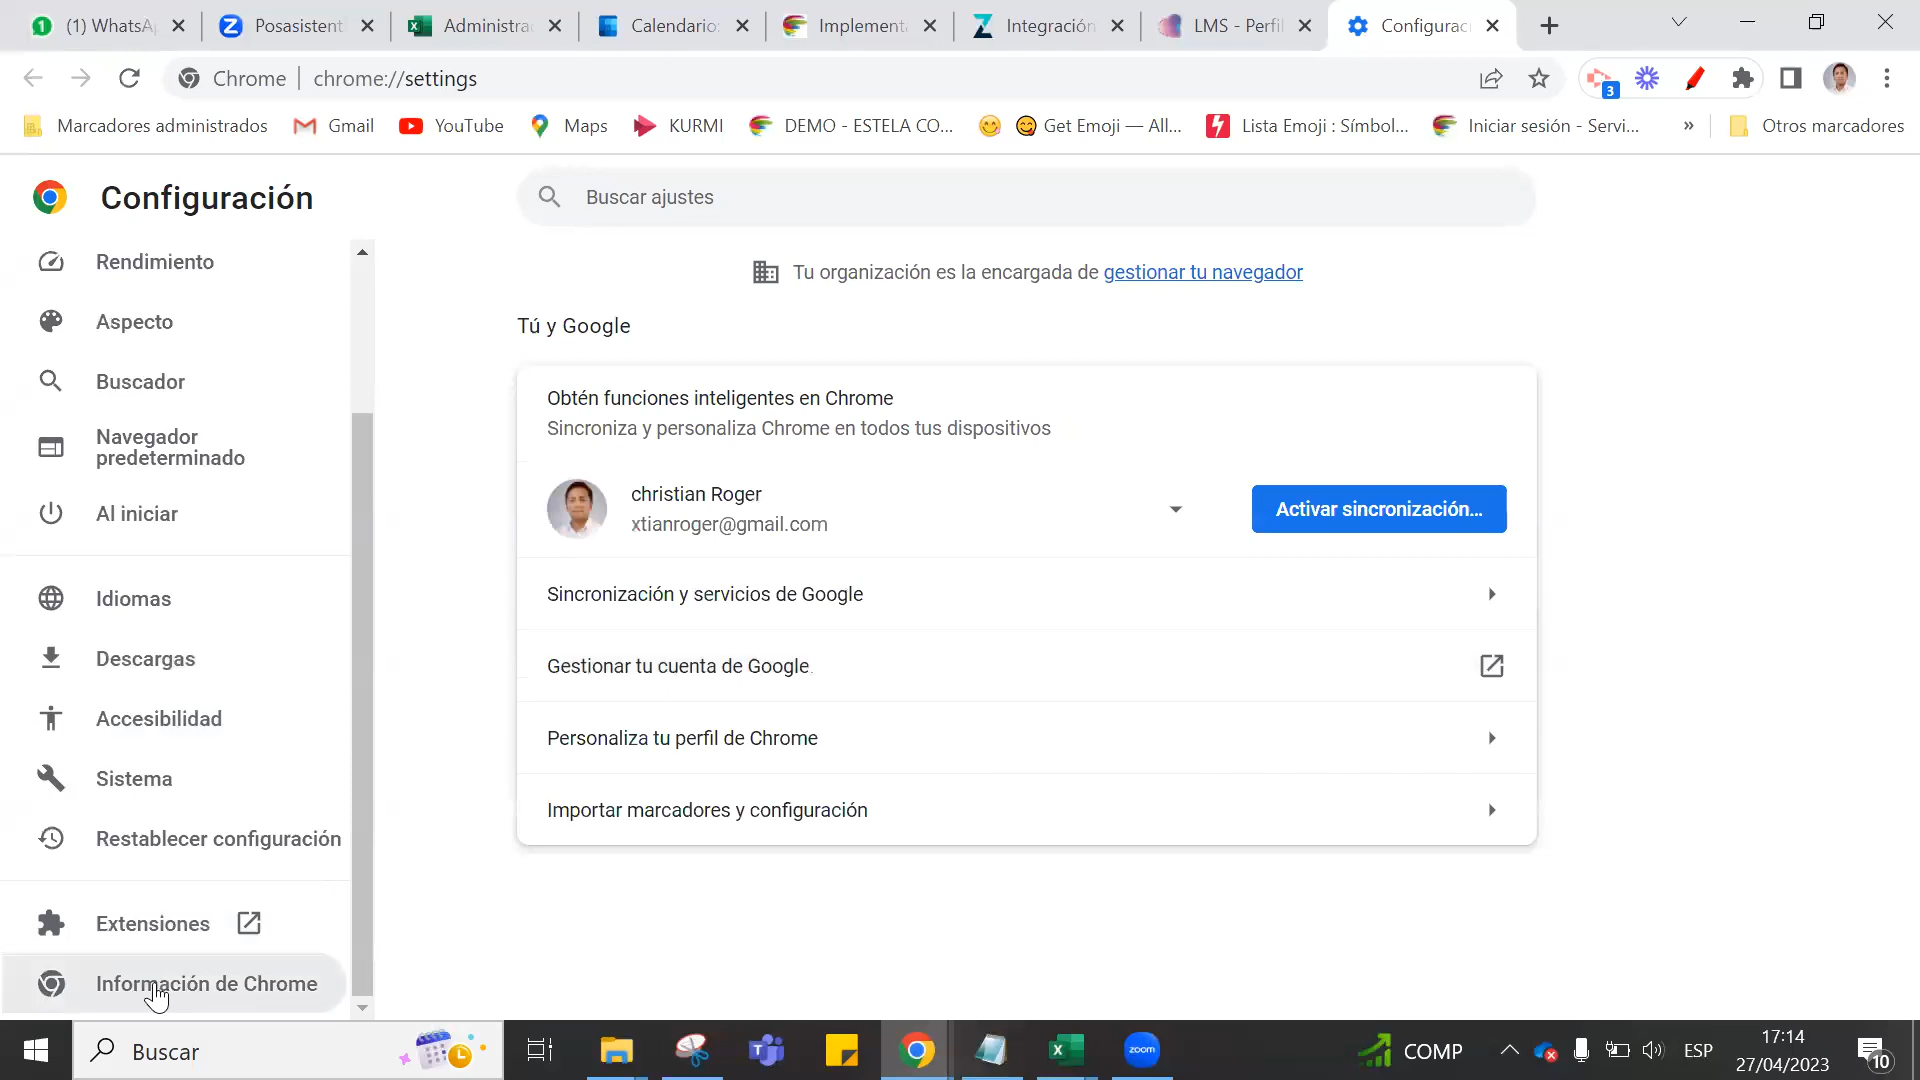 (1) WhatsA
Posasistent
Administra
Calendario:
Implementa
Integración
LMS - Perfil
Configurac
Chrome
chrome://settings
3
Marcadores administrados
Gmail
YouTube
Maps
KURMI
DEMO - ESTELA CO...
Get Emoji — All...
Lista Emoji : Símbol...
Iniciar sesión - Servi...
»
Otros marcadores
Configuración
Buscar ajustes
Rendimiento
Aspecto
Buscador
Navegador
predeterminado
Al iniciar
Idiomas
Descargas
Accesibilidad
Sistema
Restablecer configuración
Extensiones
Información de Chrome
Tu organización es la encargada de gestionar tu navegador
Tú y Google
Obtén funciones inteligentes en Chrome
Sincroniza y personaliza Chrome en todos tus dispositivos
christian Roger
xtianroger@gmail.com
Activar sincronización...
Sincronización y servicios de Google
Gestionar tu cuenta de Google
Personaliza tu perfil de Chrome
Importar marcadores y configuración
Buscar
zoom
COMP
ESP
17:14
27/04/2023
10